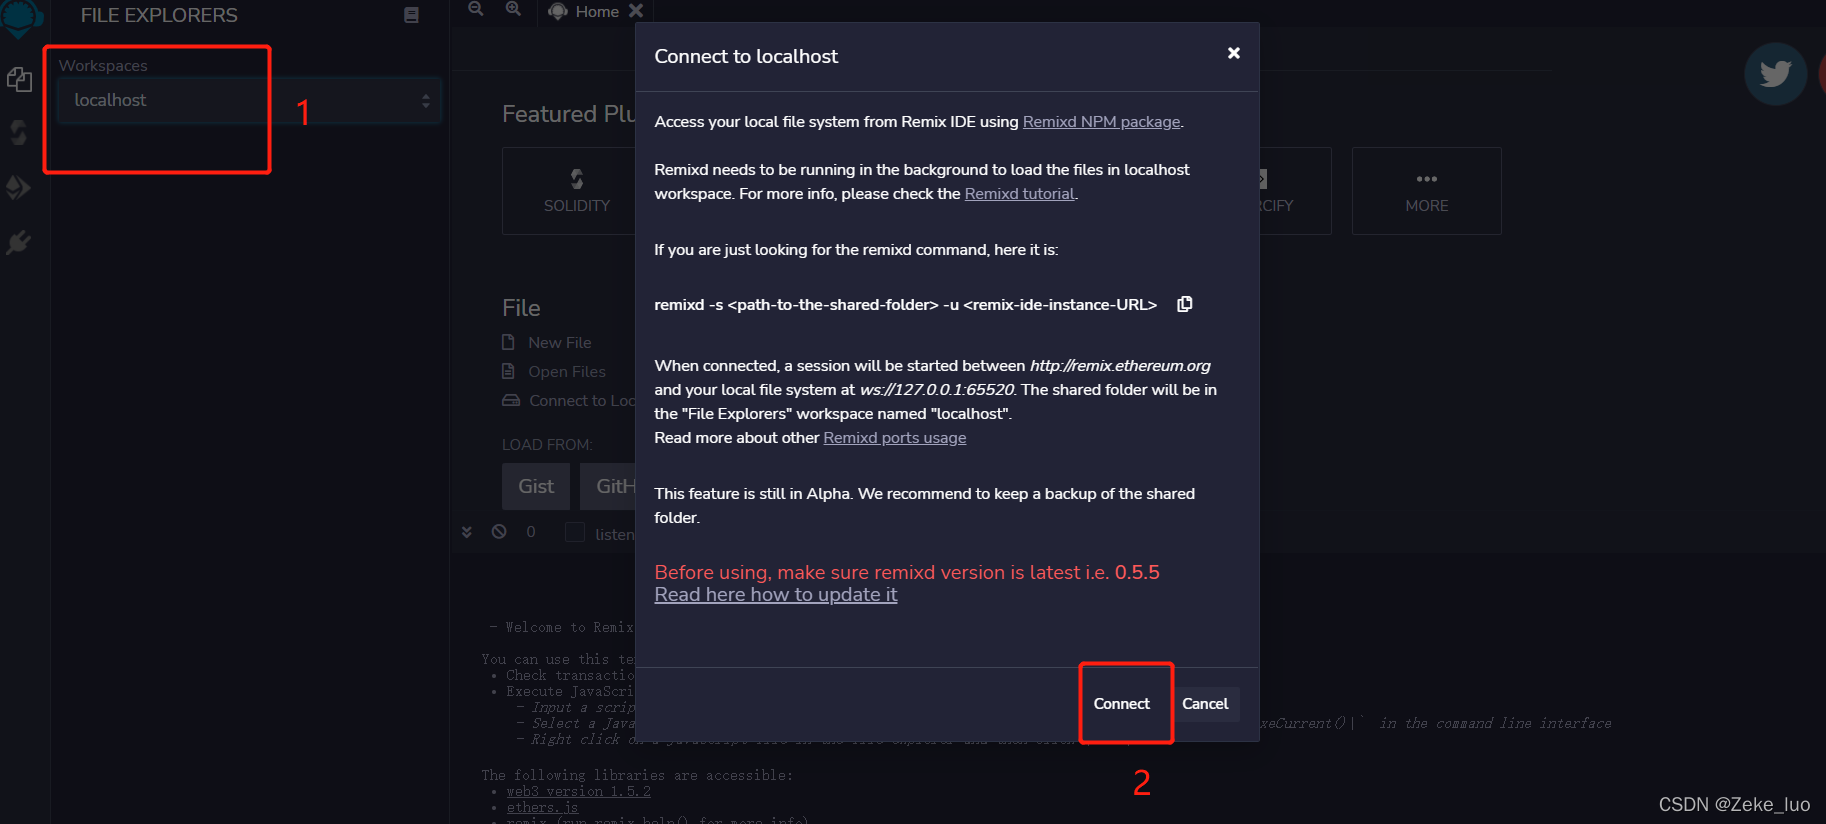 FILE EXPLORERS
Home
Workspaces
localhost
1
Featured Plu
SOLIDITY
RCIFY
MORE
File
New File
Open Files
Connect to Loc
LOAD FROM:
Gist
GitH
0
listen
Connect to localhost
Access your local file system from Remix IDE using Remixd NPM package.
Remixd needs to be running in the background to load the files in localhost
workspace. For more info, please check the Remixd tutorial.
If you are just looking for the remixd command, here it is:
remixd -s <path-to-the-shared-folder> -u <remix-ide-instance-URL>
When connected, a session will be started between http://remix.ethereum.org
and your local file system at ws://127.0.0.1:65520. The shared folder will be in
the "File Explorers" workspace named "localhost".
Read more about other Remixd ports usage
This feature is still in Alpha. We recommend to keep a backup of the shared
folder.
Before using, make sure remixd version is latest i.e. 0.5.5
Read here how to update it
Connect
Cancel
2
- Welcome to Remix
You can use this te
• Check transactio
• Execute JavaScri
- Input a scrip
- Select a Java
xeCurrent()|` in the command line interface
- Right click on a
The following libraries are accessible:
• web3 version 1.5.2
• ethers.js
• remix (run remix.help() for more info)
CSDN @Zeke_luo